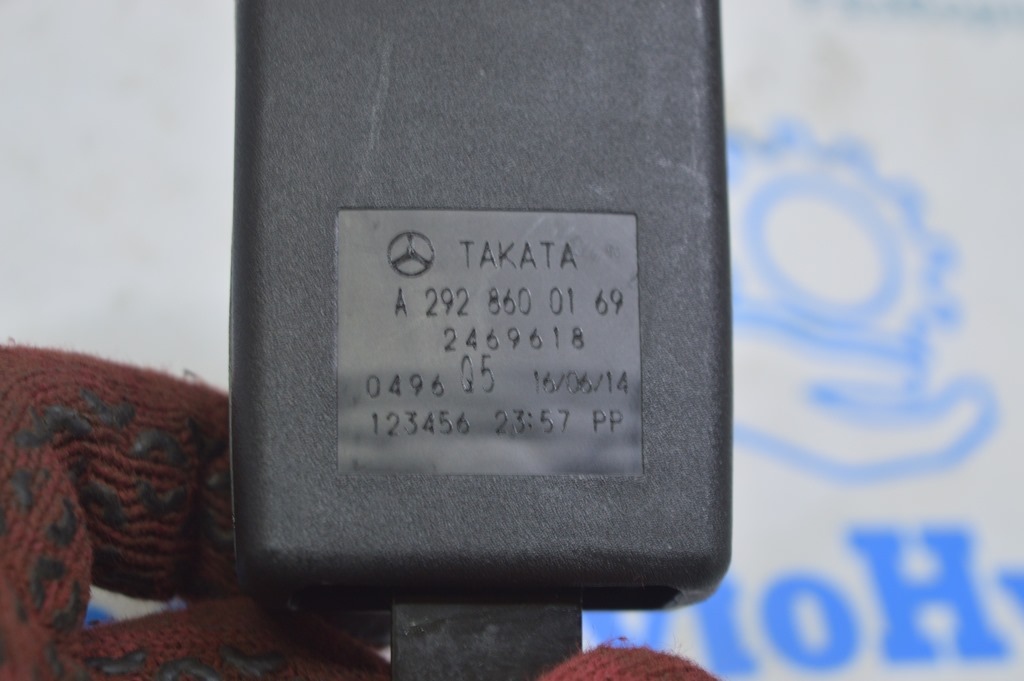 TAKATA
A 292 860 01 69
2469618
0496 Q5 16/06/14
123456 23:57 PP